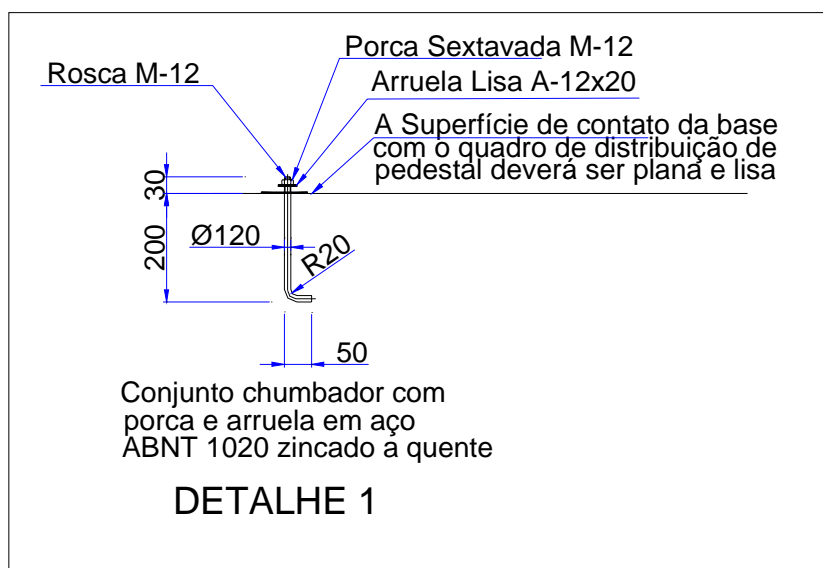 Porca Sextavada M-12
Rosca M-12
Arruela Lisa A-12x20
A Superfície de contato da base
com o quadro de distribuição de
pedestal deverá ser plana e lisa
30
200
Ø120
R20
50
Conjunto chumbador com
porca e arruela em aço
ABNT 1020 zincado a quente
DETALHE 1